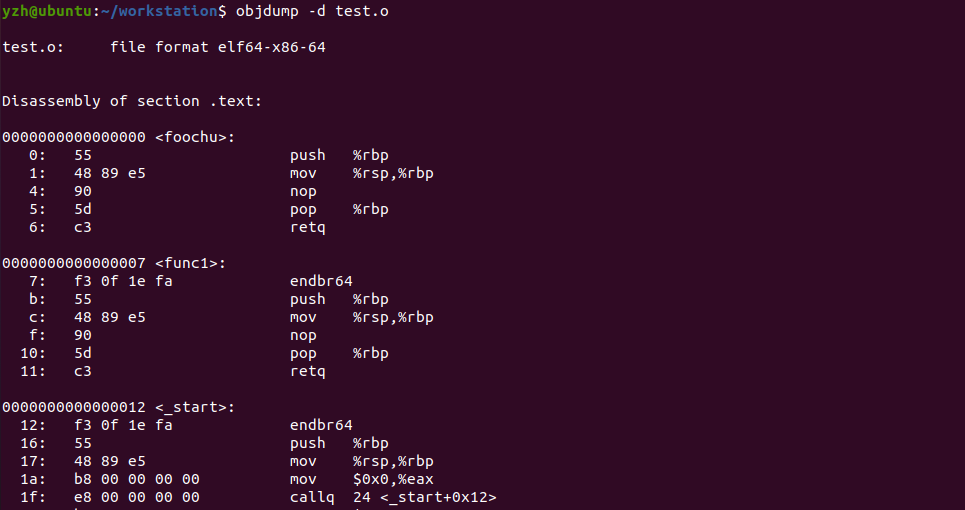 yzh@ubuntu:~/workstation$ objdump -d test.o
test.o:     file format elf64-x86-64
Disassembly of section .text:
0000000000000000 <foochu>:
   0:   55                      push   %rbp
   1:   48 89 e5                mov    %rsp,%rbp
   4:   90                      nop
   5:   5d                      pop    %rbp
   6:   c3                      retq
0000000000000007 <func1>:
   7:   f3 0f 1e fa             endbr64
   b:   55                      push   %rbp
   c:   48 89 e5                mov    %rsp,%rbp
   f:   90                      nop
  10:   5d                      pop    %rbp
  11:   c3                      retq
0000000000000012 <_start>:
  12:   f3 0f 1e fa             endbr64
  16:   55                      push   %rbp
  17:   48 89 e5                mov    %rsp,%rbp
  1a:   b8 00 00 00 00          mov    $0x0,%eax
  1f:   e8 00 00 00 00          callq  24 <_start+0x12>